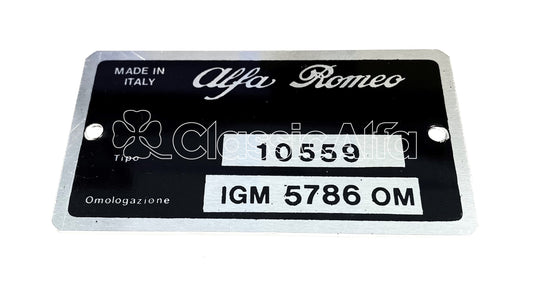 MADE IN
ITALY
Alfa Romeo
Classic Alfa
Tipo
10559
Omologazione
IGM 5786 OM